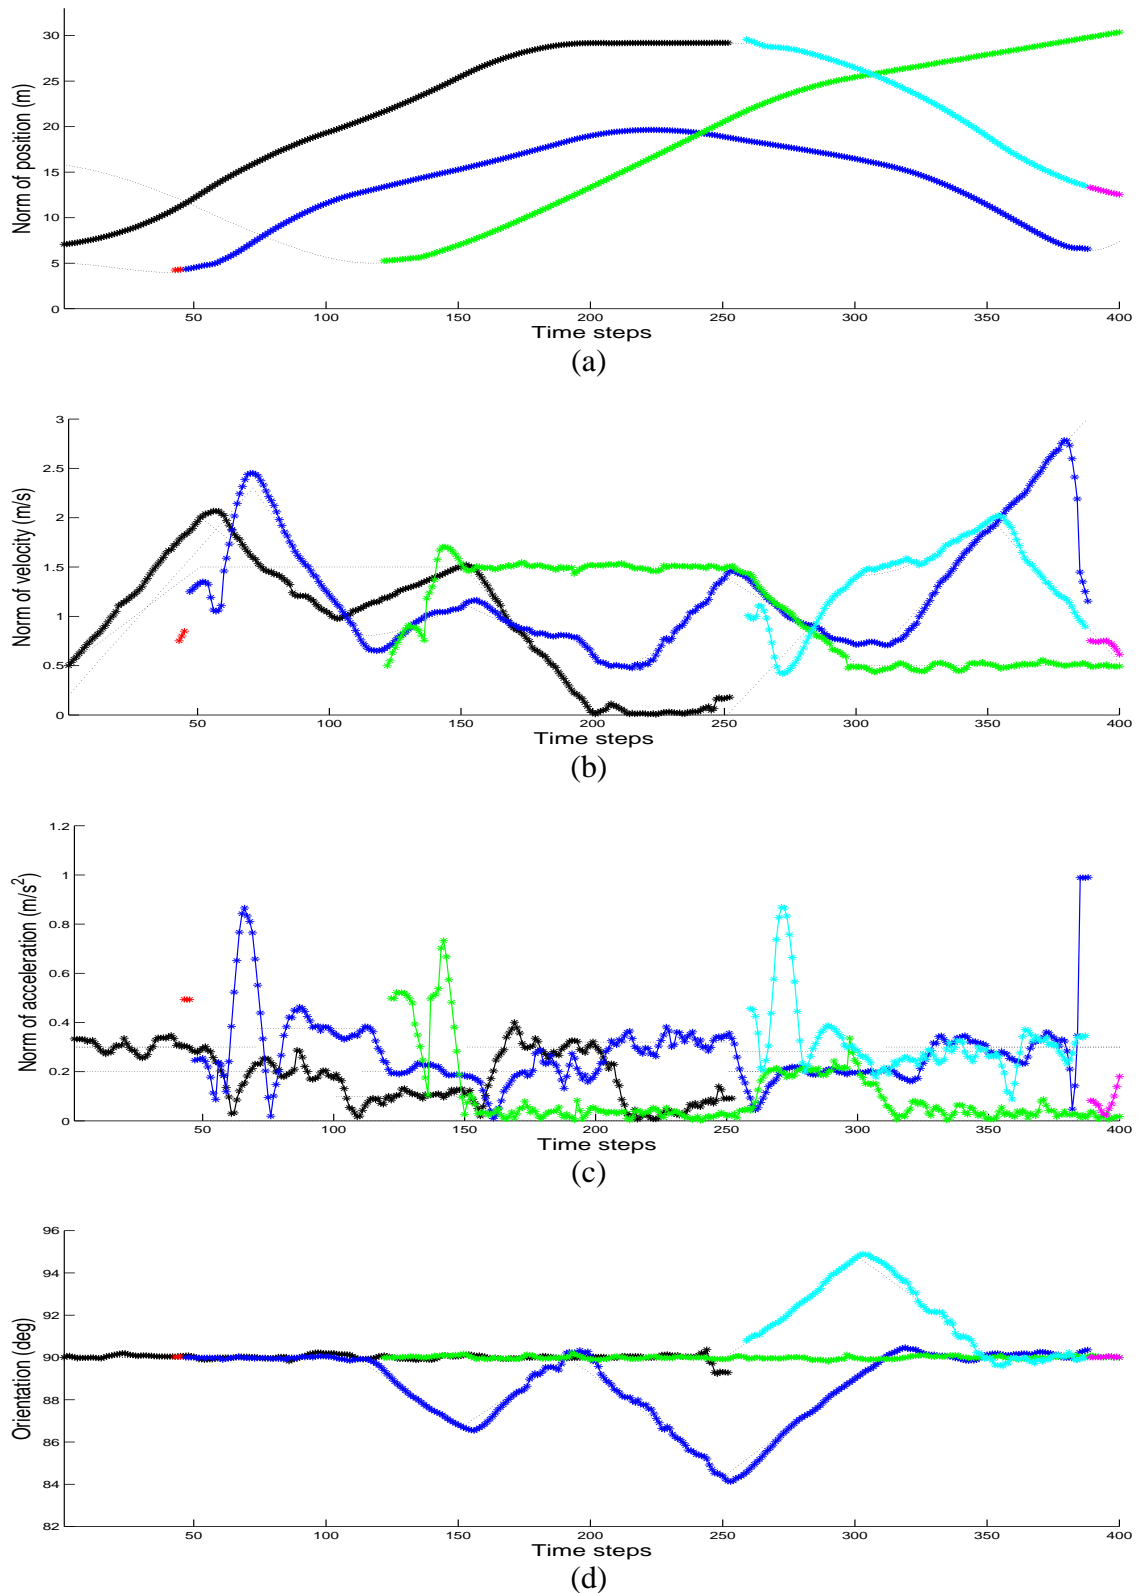 30
25
20
15
10
5
0
Norm of position (m)
50 100 150 200 250 300 350 400
Time steps
(a)
3
2.5
2
1.5
1
0.5
0
Norm of velocity (m/s)
50 100 150 200 250 300 350 400
Time steps
(b)
1.2
1
0.8
0.6
0.4
0.2
0
Norm of acceleration (m/s²)
50 100 150 200 250 300 350 400
Time steps
(c)
96
94
92
90
88
86
84
82
Orientation (deg)
50 100 150 200 250 300 350 400
Time steps
(d)